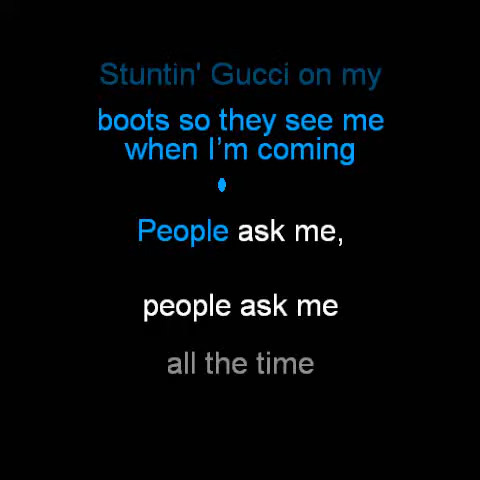 Stuntin' Gucci on my
boots so they see me
when I’m coming
People ask me,
people ask me
all the time